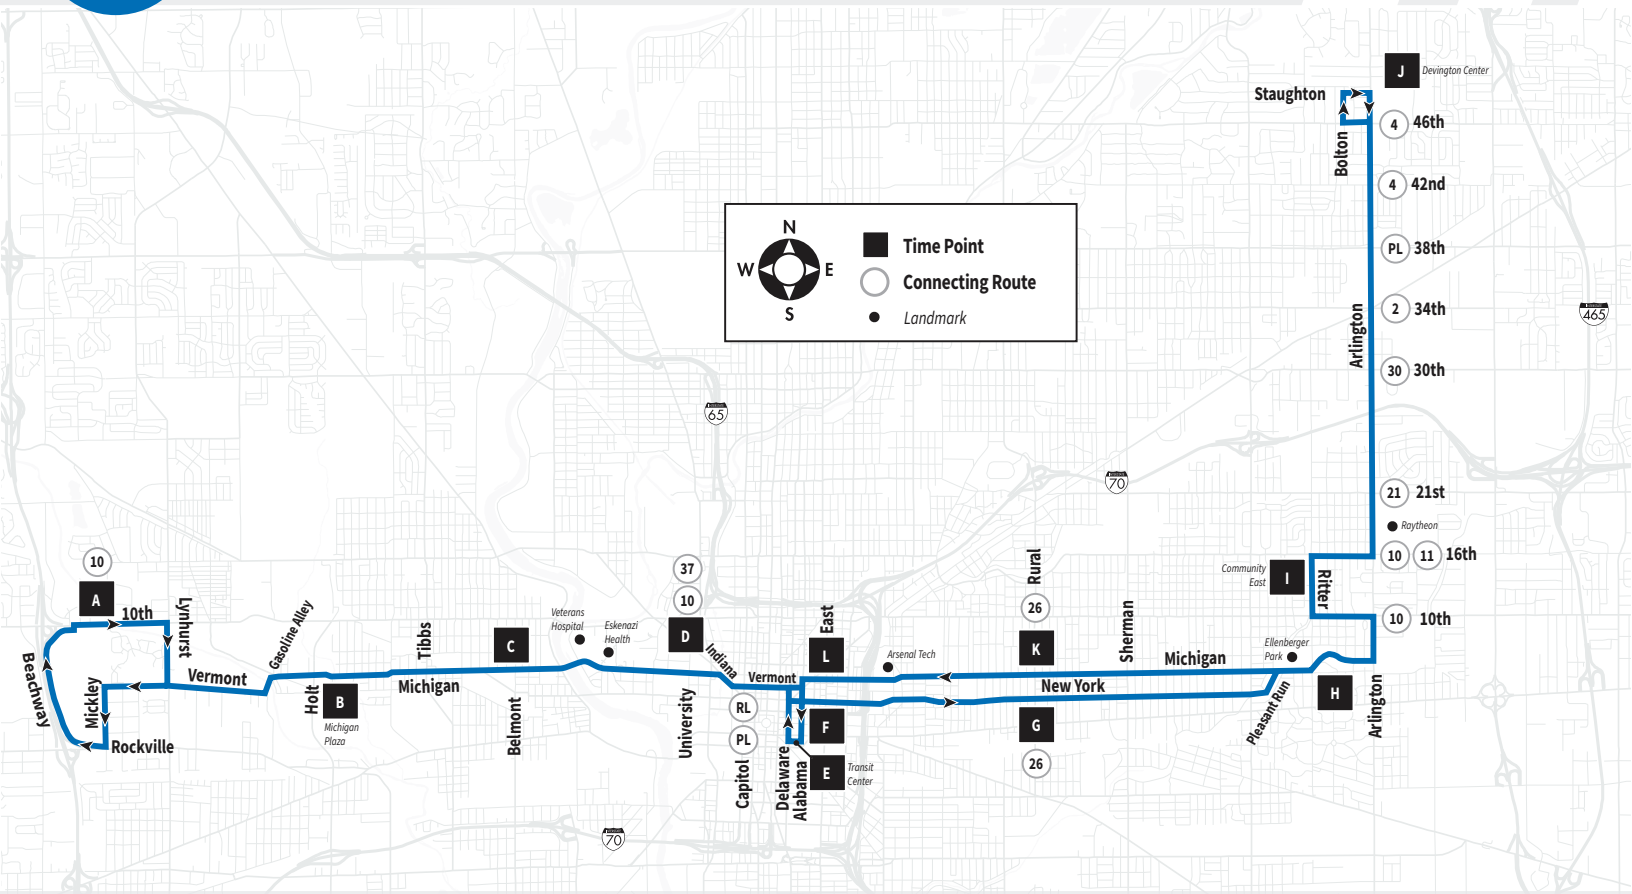 J
Devington Center
Staughton
4 46th
Bolton
4 42nd
PL 38th
2 34th
30 30th
Arlington
21 21st
Raytheon
10 11 16th
10 10th
N
W E
S
Time Point
Connecting Route
Landmark
65
70
465
70
10
A
10th
Lynhurst
Beachway
Mickley
Rockville
Vermont
Gasoline Alley
Holt
B
Michigan
Plaza
Tibbs
Michigan
C
Belmont
Veterans
Hospital
Eskenazi
Health
37
10
D
Indiana
University
Vermont
RL
PL
Capitol
Delaware
Alabama
East
L
F
E
Transit
Center
Arsenal Tech
Rural
26
K
New York
G
26
Sherman
Michigan
Community
East
I
Ritter
Ellenberger
Park
H
Pleasant Run
Arlington